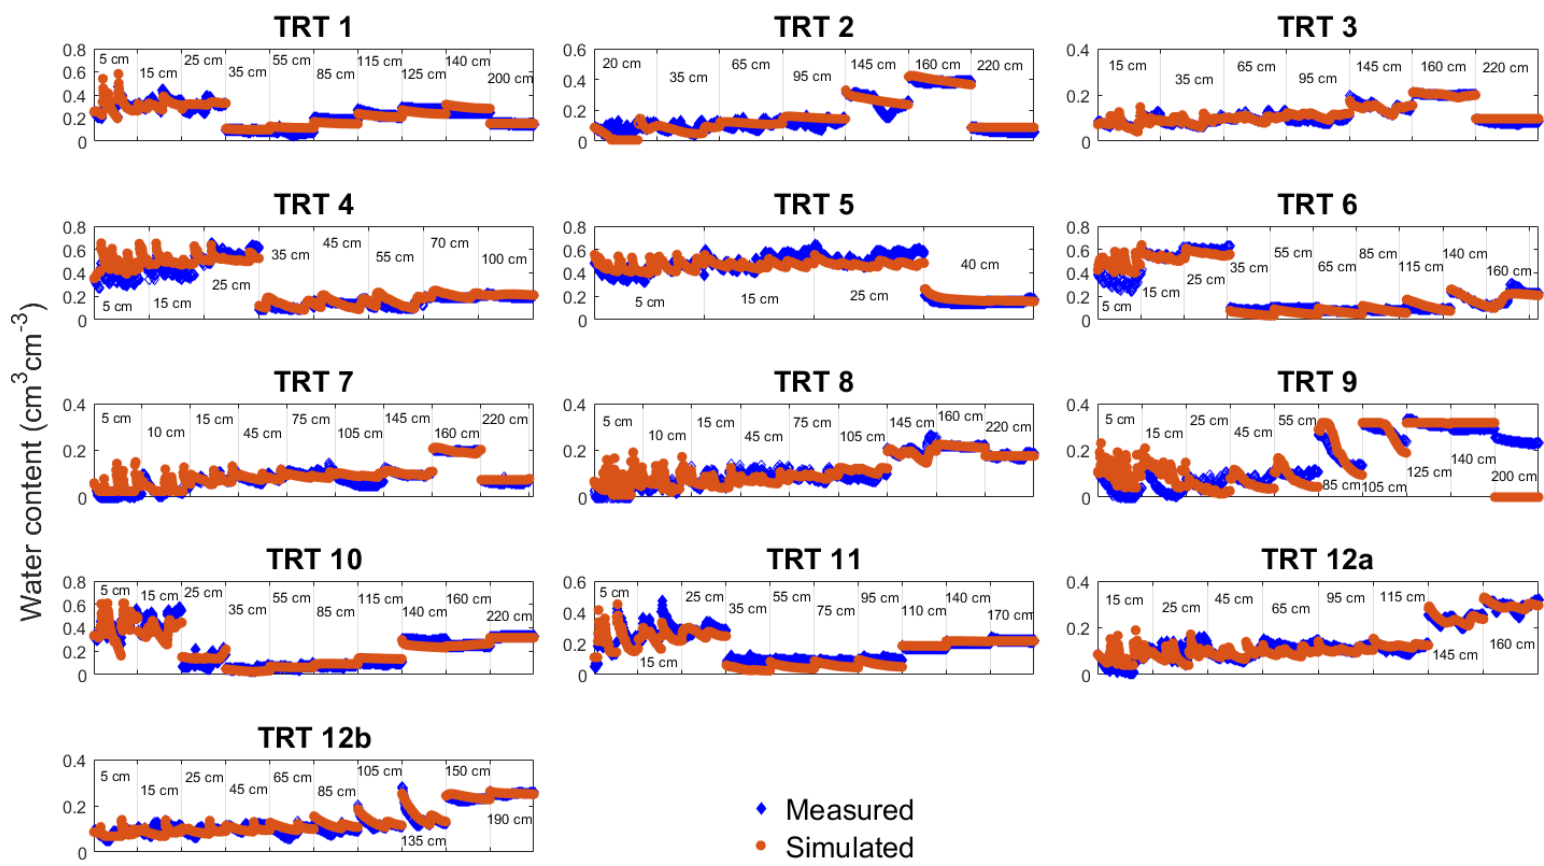 TRT 1
0.8
0.6
0.4
0.2
0
5 cm
15 cm
25 cm
35 cm
55 cm
85 cm
115 cm
125 cm
140 cm
200 cm
TRT 2
0.6
0.4
0.2
0
20 cm
35 cm
65 cm
95 cm
145 cm
160 cm
220 cm
TRT 3
0.4
0.2
0
15 cm
35 cm
65 cm
95 cm
145 cm
160 cm
220 cm
TRT 4
0.8
0.6
0.4
0.2
0
5 cm
15 cm
25 cm
35 cm
45 cm
55 cm
70 cm
100 cm
TRT 5
0.8
0.6
0.4
0.2
0
5 cm
15 cm
25 cm
40 cm
TRT 6
0.8
0.6
0.4
0.2
0
5 cm
15 cm
25 cm
35 cm
55 cm
65 cm
85 cm
115 cm
140 cm
160 cm
Water content (cm³cm⁻³)
TRT 7
0.4
0.2
0
5 cm
10 cm
15 cm
45 cm
75 cm
105 cm
145 cm
160 cm
220 cm
TRT 8
0.4
0.2
0
5 cm
10 cm
15 cm
45 cm
75 cm
105 cm
145 cm
160 cm
220 cm
TRT 9
0.4
0.2
0
5 cm
15 cm
25 cm
45 cm
55 cm
85 cm
105 cm
125 cm
140 cm
200 cm
TRT 10
0.8
0.6
0.4
0.2
0
5 cm
15 cm
25 cm
35 cm
55 cm
85 cm
115 cm
140 cm
160 cm
220 cm
TRT 11
0.6
0.4
0.2
0
5 cm
15 cm
25 cm
35 cm
55 cm
75 cm
95 cm
110 cm
140 cm
170 cm
TRT 12a
0.4
0.2
0
15 cm
25 cm
45 cm
65 cm
95 cm
115 cm
145 cm
160 cm
TRT 12b
0.4
0.2
0
5 cm
15 cm
25 cm
45 cm
65 cm
85 cm
105 cm
135 cm
150 cm
190 cm
Measured
Simulated